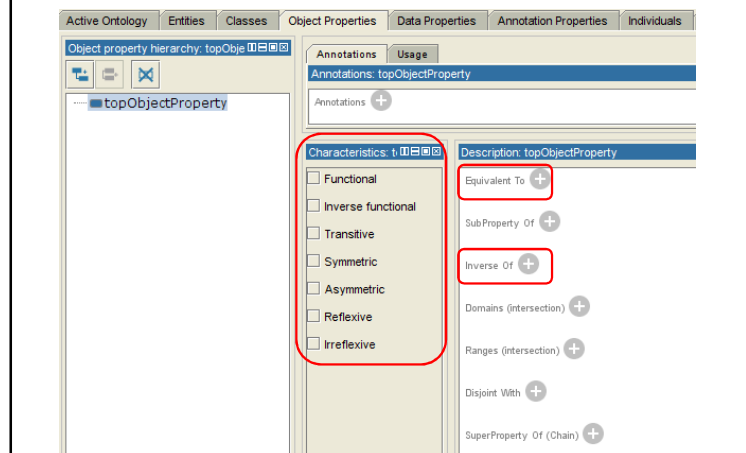 Active Ontology Entities Classes Object Properties Data Properties Annotation Properties Individuals
Object property hierarchy: topObje
Annotations Usage
Annotations: topObjectProperty
topObjectProperty
Annotations
Characteristics: t
Functional
Inverse functional
Transitive
Symmetric
Asymmetric
Reflexive
Irreflexive
Description: topObjectProperty
Equivalent To
SubProperty Of
Inverse Of
Domains (intersection)
Ranges (intersection)
Disjoint With
SuperProperty Of (Chain)